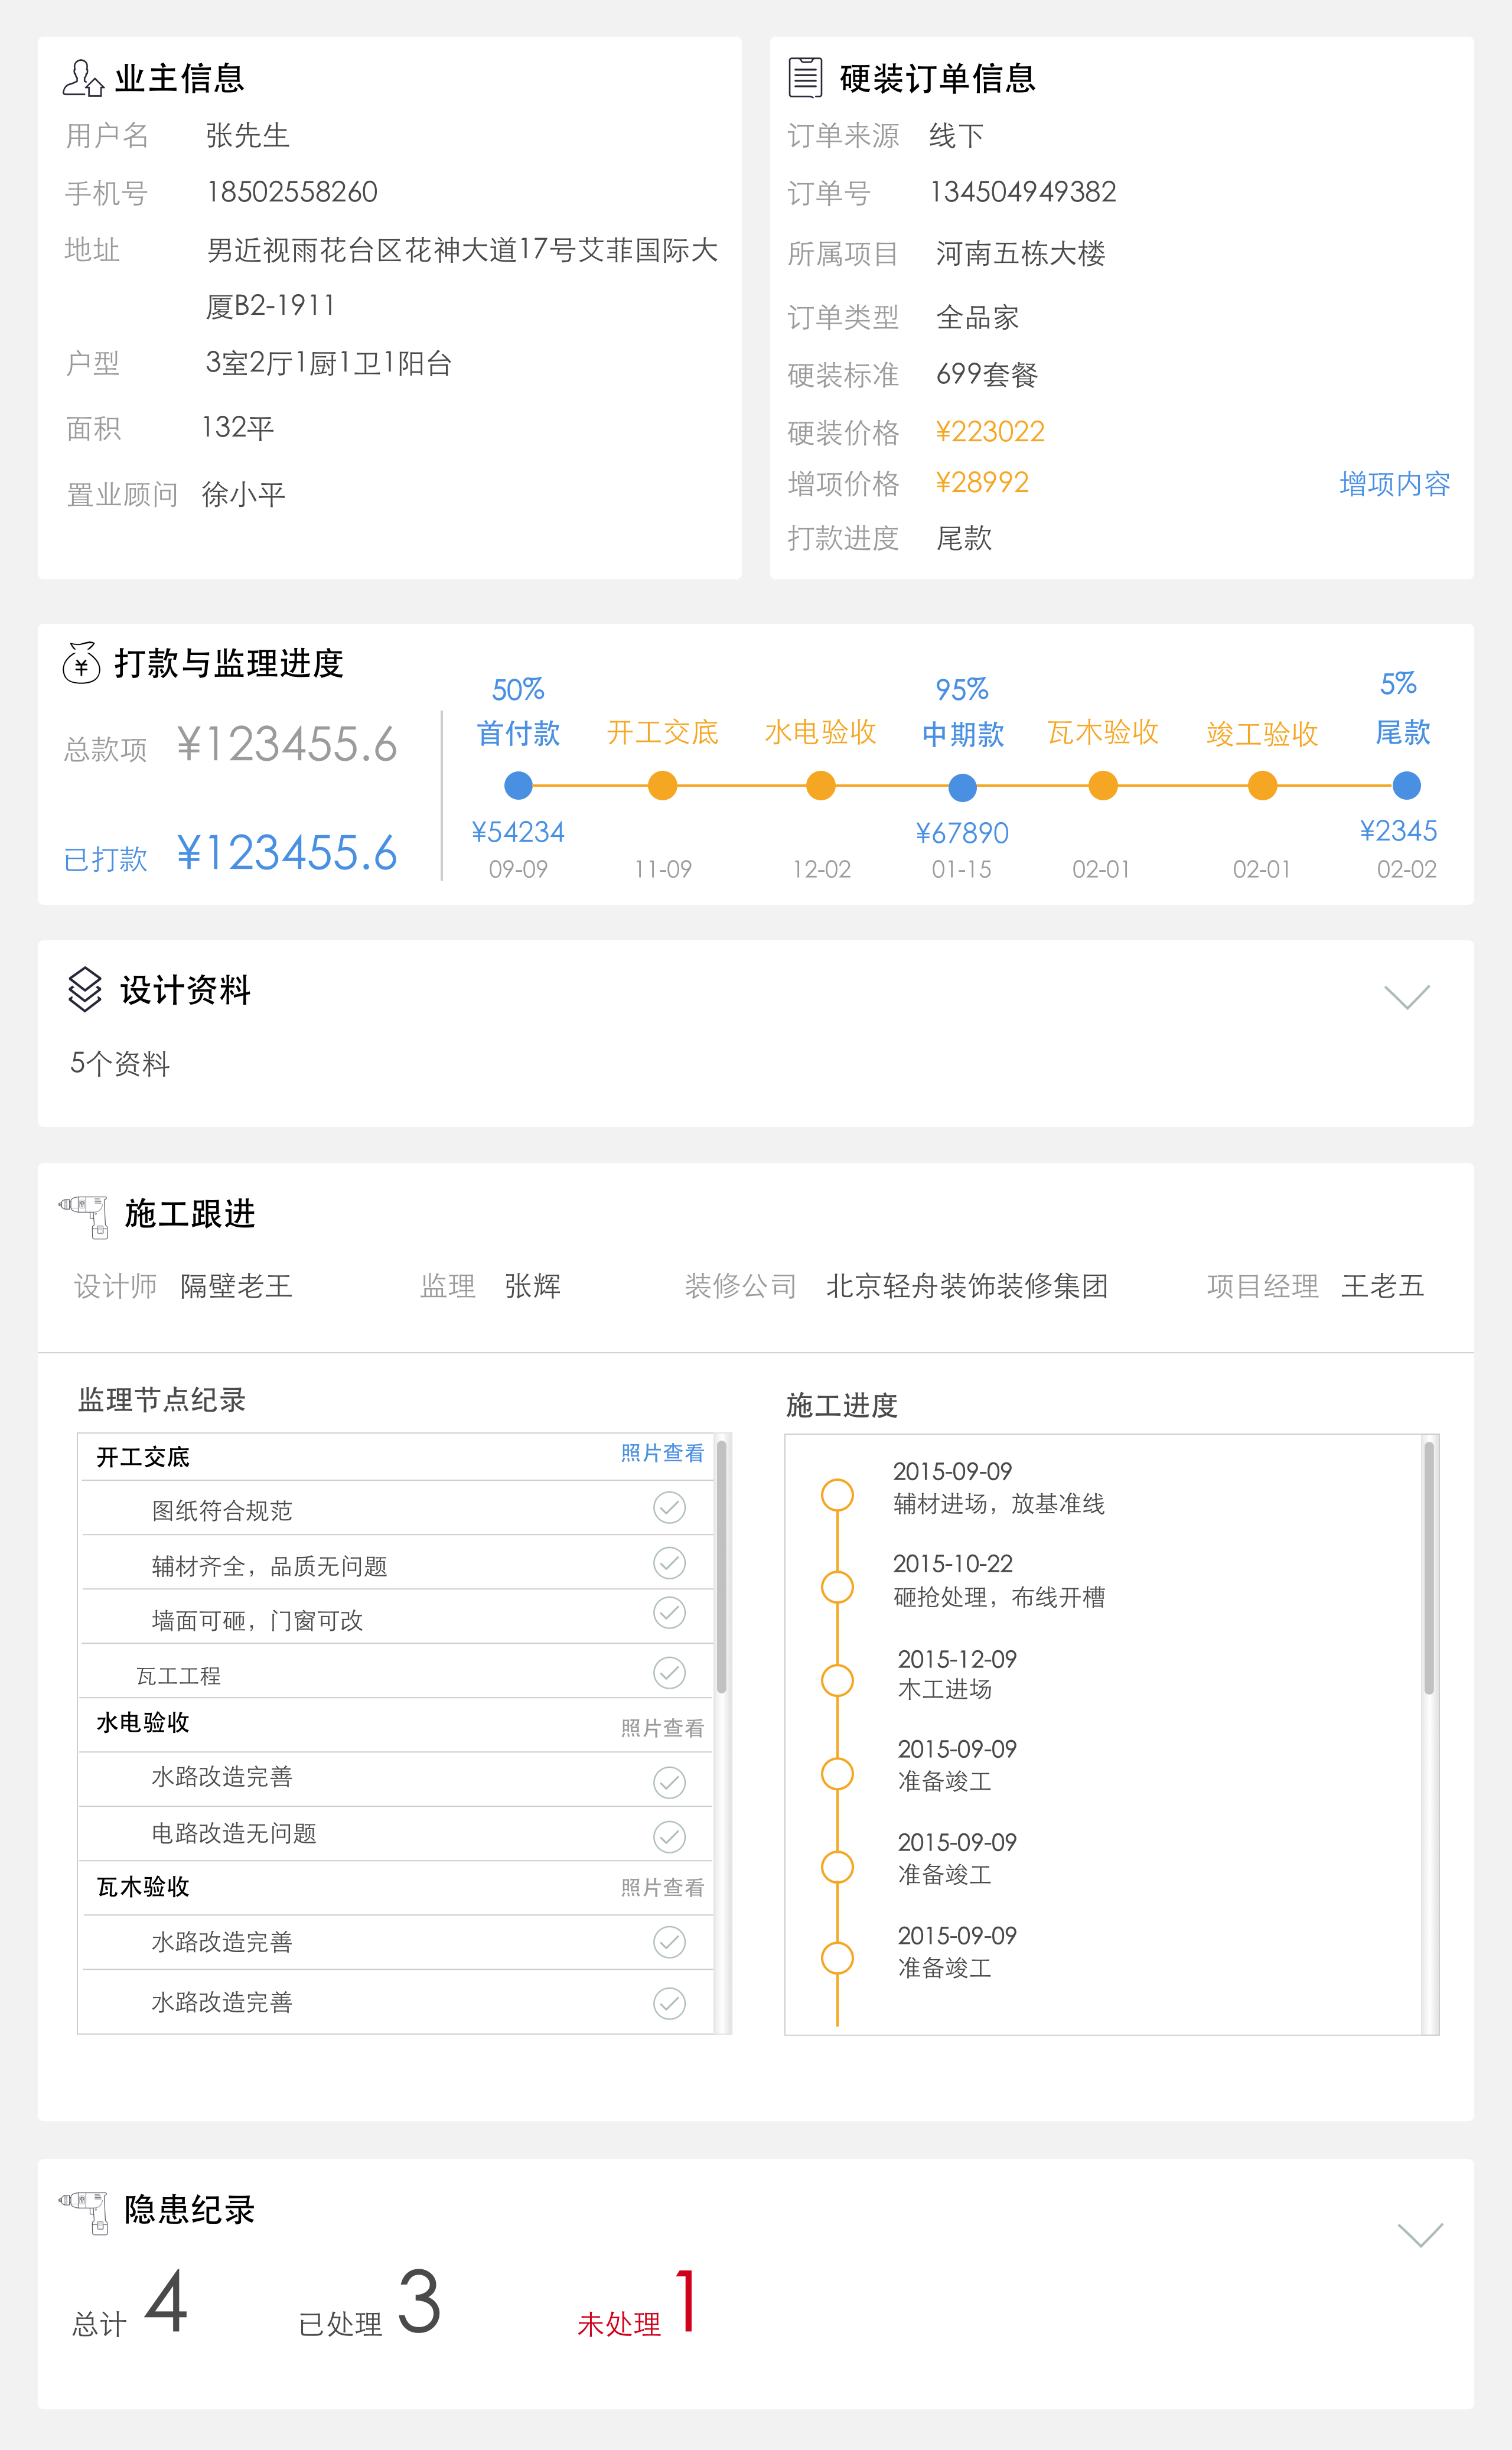 业主信息
用户名 张先生
手机号 18502558260
地址 男近视雨花台区花神大道17号艾菲国际大
厦B2-1911
户型 3室2厅1厨1卫1阳台
面积 132平
置业顾问 徐小平
硬装订单信息
订单来源 线下
订单号 134504949382
所属项目 河南五栋大楼
订单类型 全品家
硬装标准 699套餐
硬装价格 ¥223022
增项价格 ¥28992 增项内容
打款进度 尾款
¥ 打款与监理进度
总款项 ¥123455.6
已打款 ¥123455.6
50% 95% 5%
首付款 开工交底 水电验收 中期款 瓦木验收 竣工验收 尾款
¥54234 ¥67890 ¥2345
09-09 11-09 12-02 01-15 02-01 02-01 02-02
设计资料
5个资料
施工跟进
设计师 隔壁老王 监理 张辉 装修公司 北京轻舟装饰装修集团 项目经理 王老五
监理节点纪录
开工交底 照片查看
图纸符合规范
辅材齐全，品质无问题
墙面可砸，门窗可改
瓦工工程
水电验收 照片查看
水路改造完善
电路改造无问题
瓦木验收 照片查看
水路改造完善
水路改造完善
施工进度
2015-09-09
辅材进场，放基准线
2015-10-22
砸抢处理，布线开槽
2015-12-09
木工进场
2015-09-09
准备竣工
2015-09-09
准备竣工
2015-09-09
准备竣工
隐患纪录
总计 4 已处理 3 未处理 1